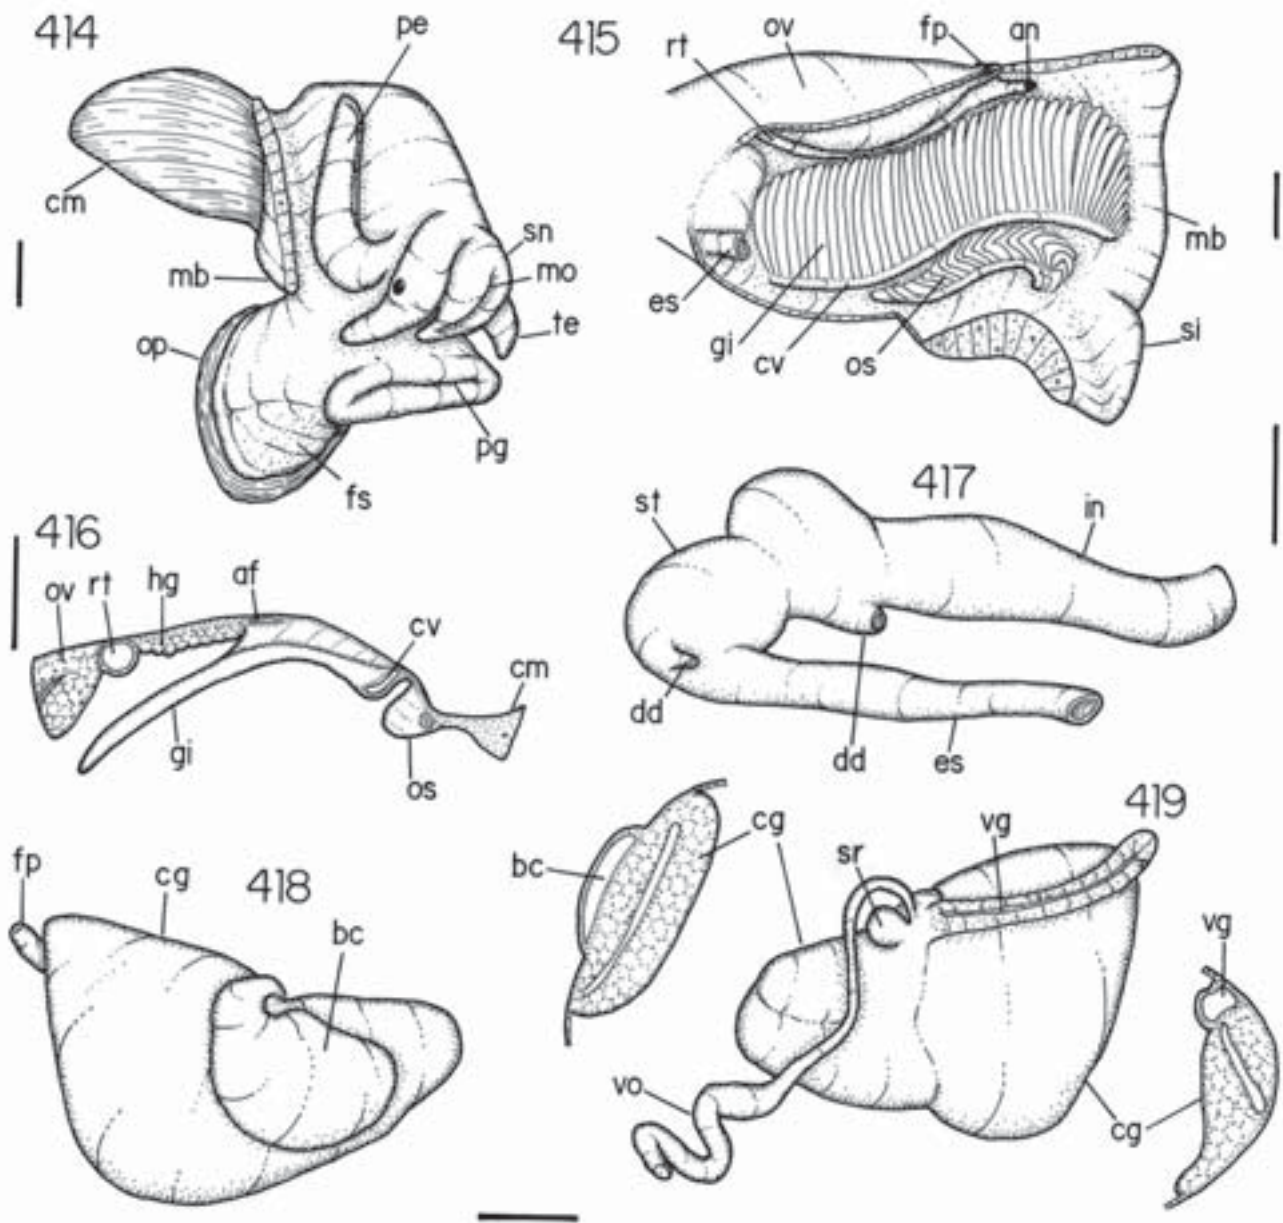 414
pe
cm
mb
op
sn
mo
te
pg
fs
415
rt
ov
fp
an
es
gi
cv
os
mb
si
416
ov
rt
hg
af
cv
cm
gi
os
417
st
in
dd
dd
es
418
fp
cg
bc
bc
cg
419
sr
vg
vo
vg
cg